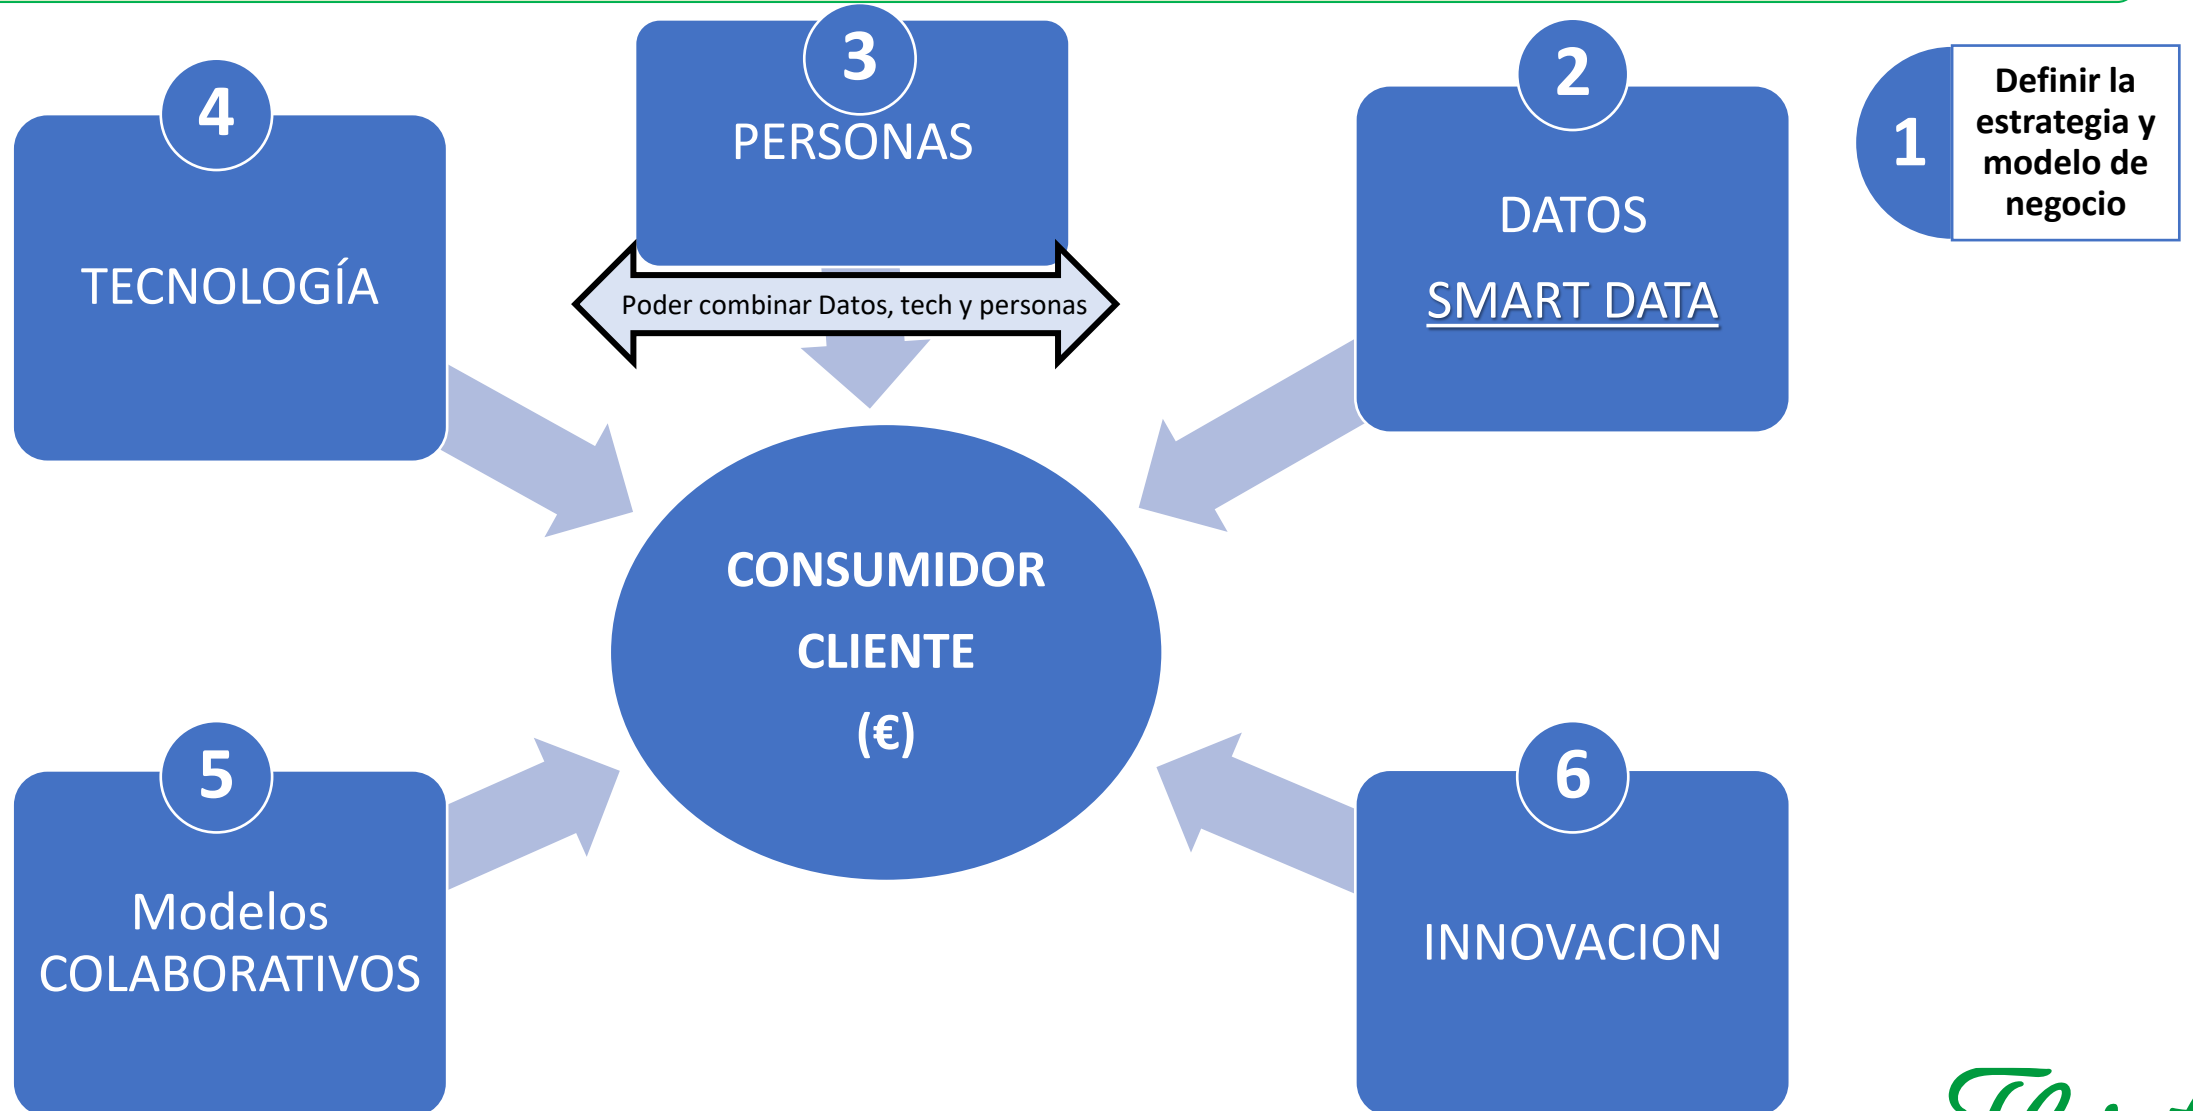 3
PERSONAS
2
DATOS
SMART DATA
1
Definir la
estrategia y
modelo de
negocio
4
TECNOLOGÍA
Poder combinar Datos, tech y personas
CONSUMIDOR
CLIENTE
(€)
5
Modelos
COLABORATIVOS
6
INNOVACION